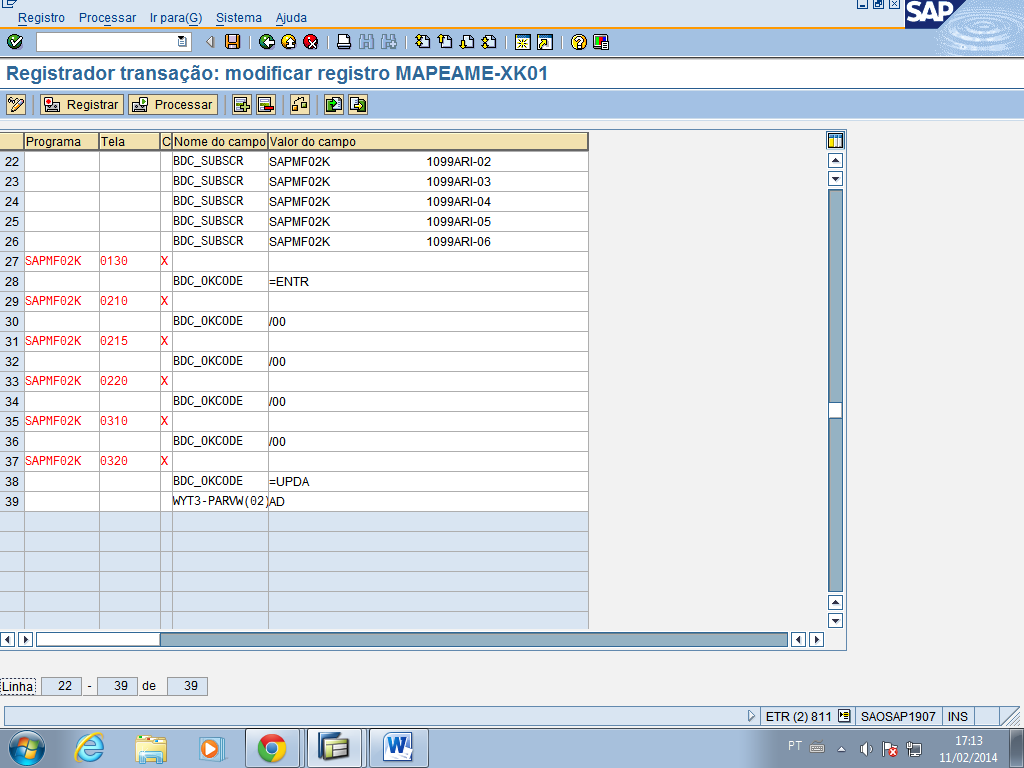 Registro Processar Ir para(G) Sistema Ajuda
SAP
Registrador transação: modificar registro MAPEAME-XK01
Registrar Processar
Programa Tela C Nome do campo Valor do campo
22 BDC_SUBSCR SAPMF02K 1099ARI-02
23 BDC_SUBSCR SAPMF02K 1099ARI-03
24 BDC_SUBSCR SAPMF02K 1099ARI-04
25 BDC_SUBSCR SAPMF02K 1099ARI-05
26 BDC_SUBSCR SAPMF02K 1099ARI-06
27 SAPMF02K 0130 X
28 BDC_OKCODE =ENTR
29 SAPMF02K 0210 X
30 BDC_OKCODE /00
31 SAPMF02K 0215 X
32 BDC_OKCODE /00
33 SAPMF02K 0220 X
34 BDC_OKCODE /00
35 SAPMF02K 0310 X
36 BDC_OKCODE /00
37 SAPMF02K 0320 X
38 BDC_OKCODE =UPDA
39 WYT3-PARVW(02) AD
Linha 22 - 39 de 39
ETR (2) 811 SAOSAP1907 INS
PT 17:13
11/02/2014